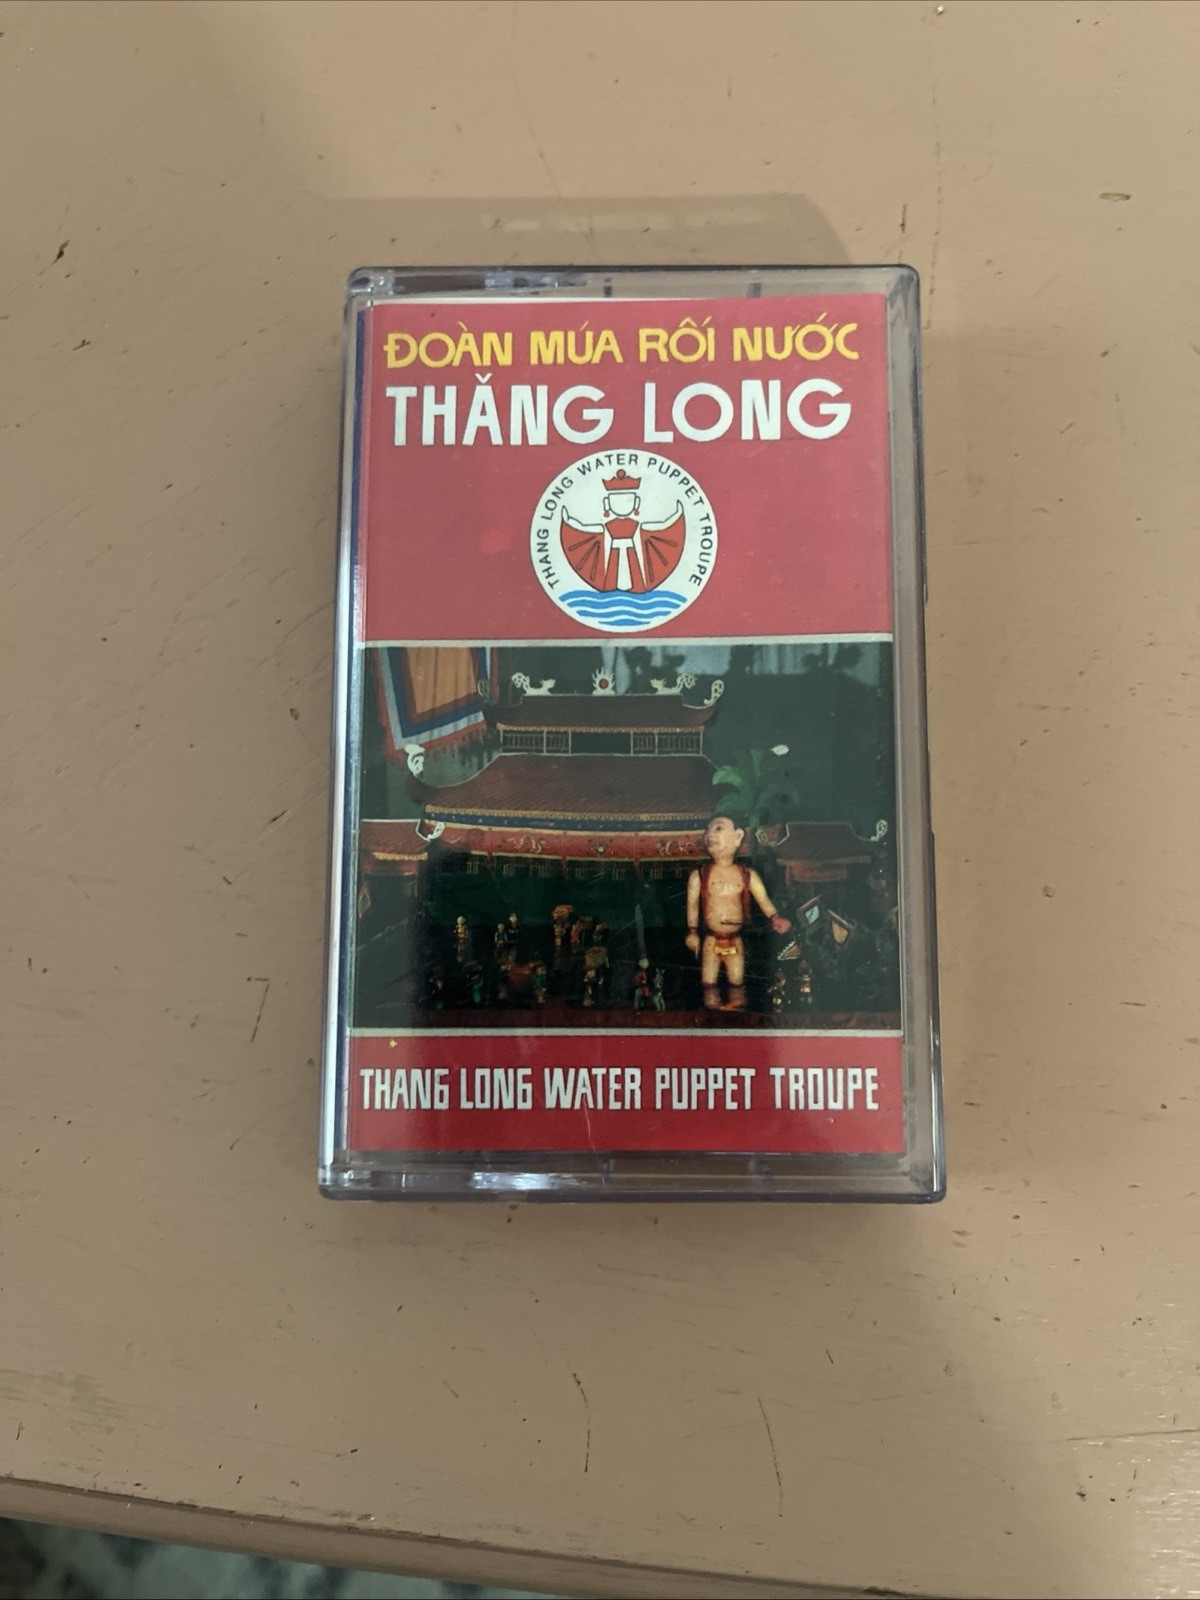 ĐOÀN MÚA RỐI NƯỚC
THĂNG LONG
THANG LONG WATER PUPPET TROUPE
THANG LONG WATER PUPPET TROUPE